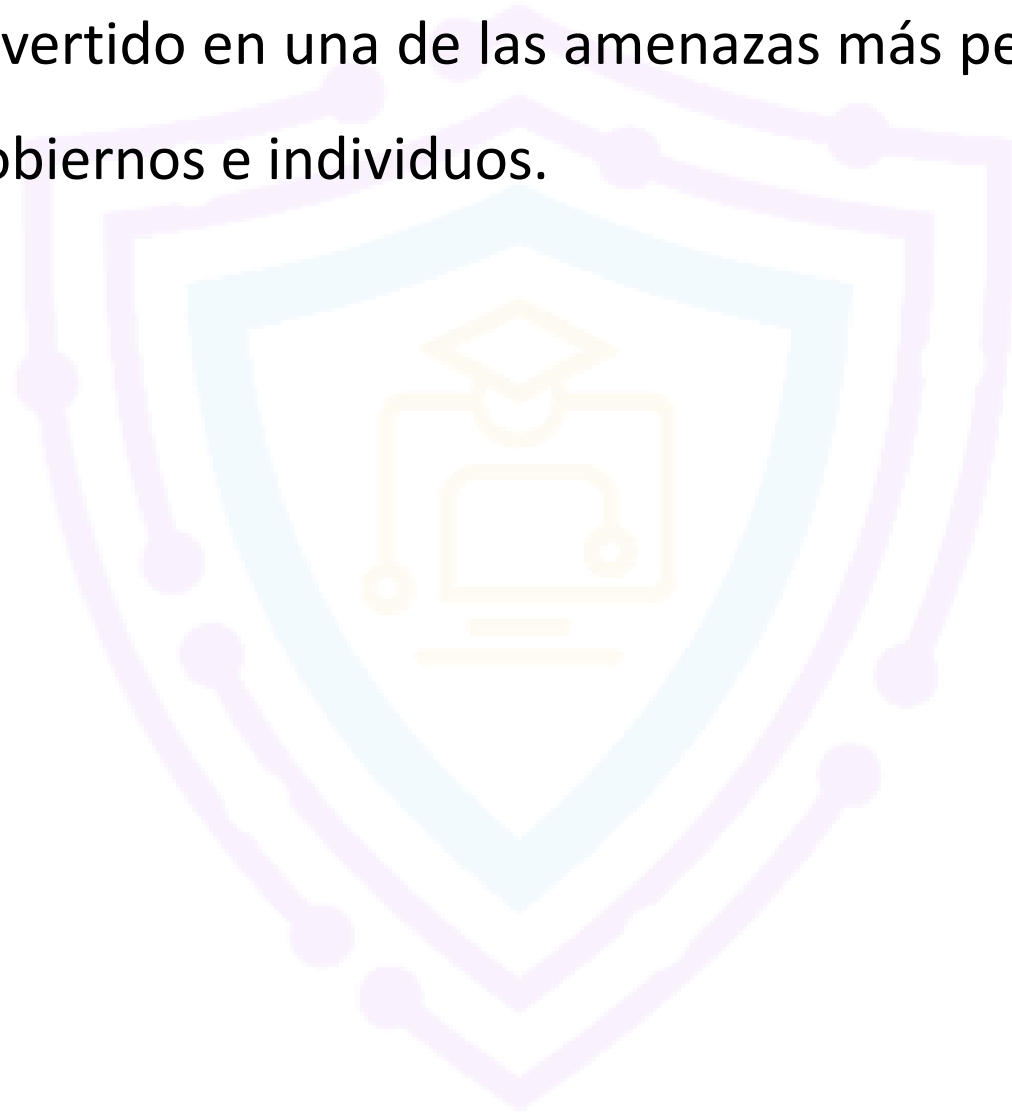 vertido en una de las amenazas más pe
obiernos e individuos.